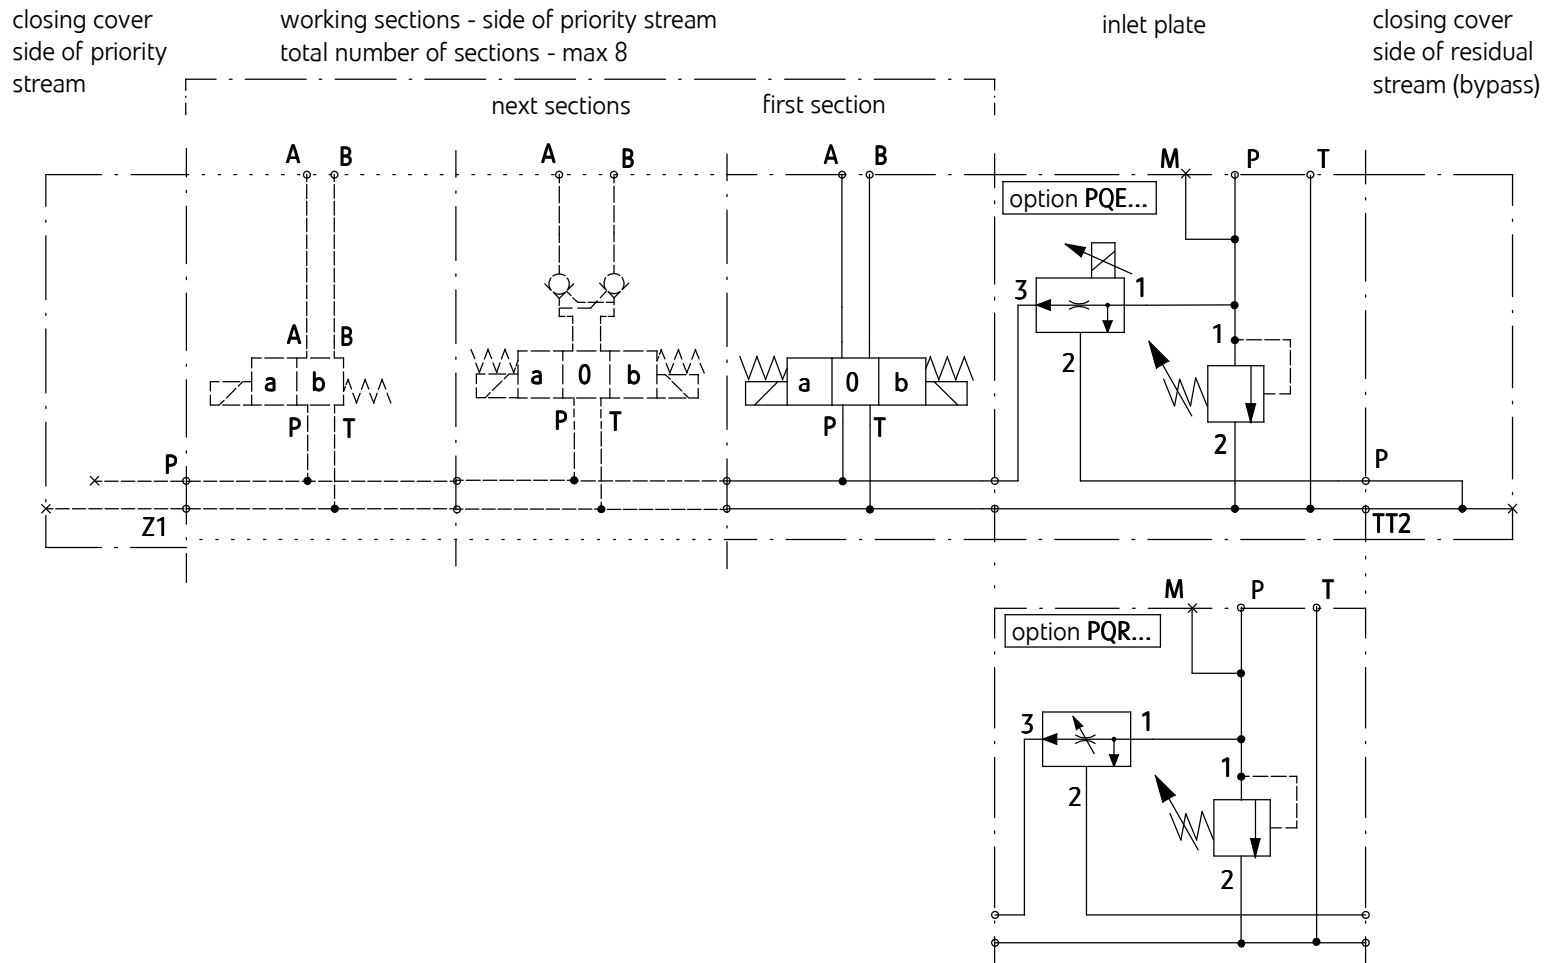 closing cover
side of priority
stream
working sections - side of priority stream
total number of sections - max 8
inlet plate
closing cover
side of residual
stream (bypass)
next sections
first section
A B
A B
A B
M P T
option PQE...
3 1
A B
1
2
a b
a 0 b
a 0 b
P T
P T
P T
2
P
P
Z1
TT2
M P T
option PQR...
3 1
1
2
2